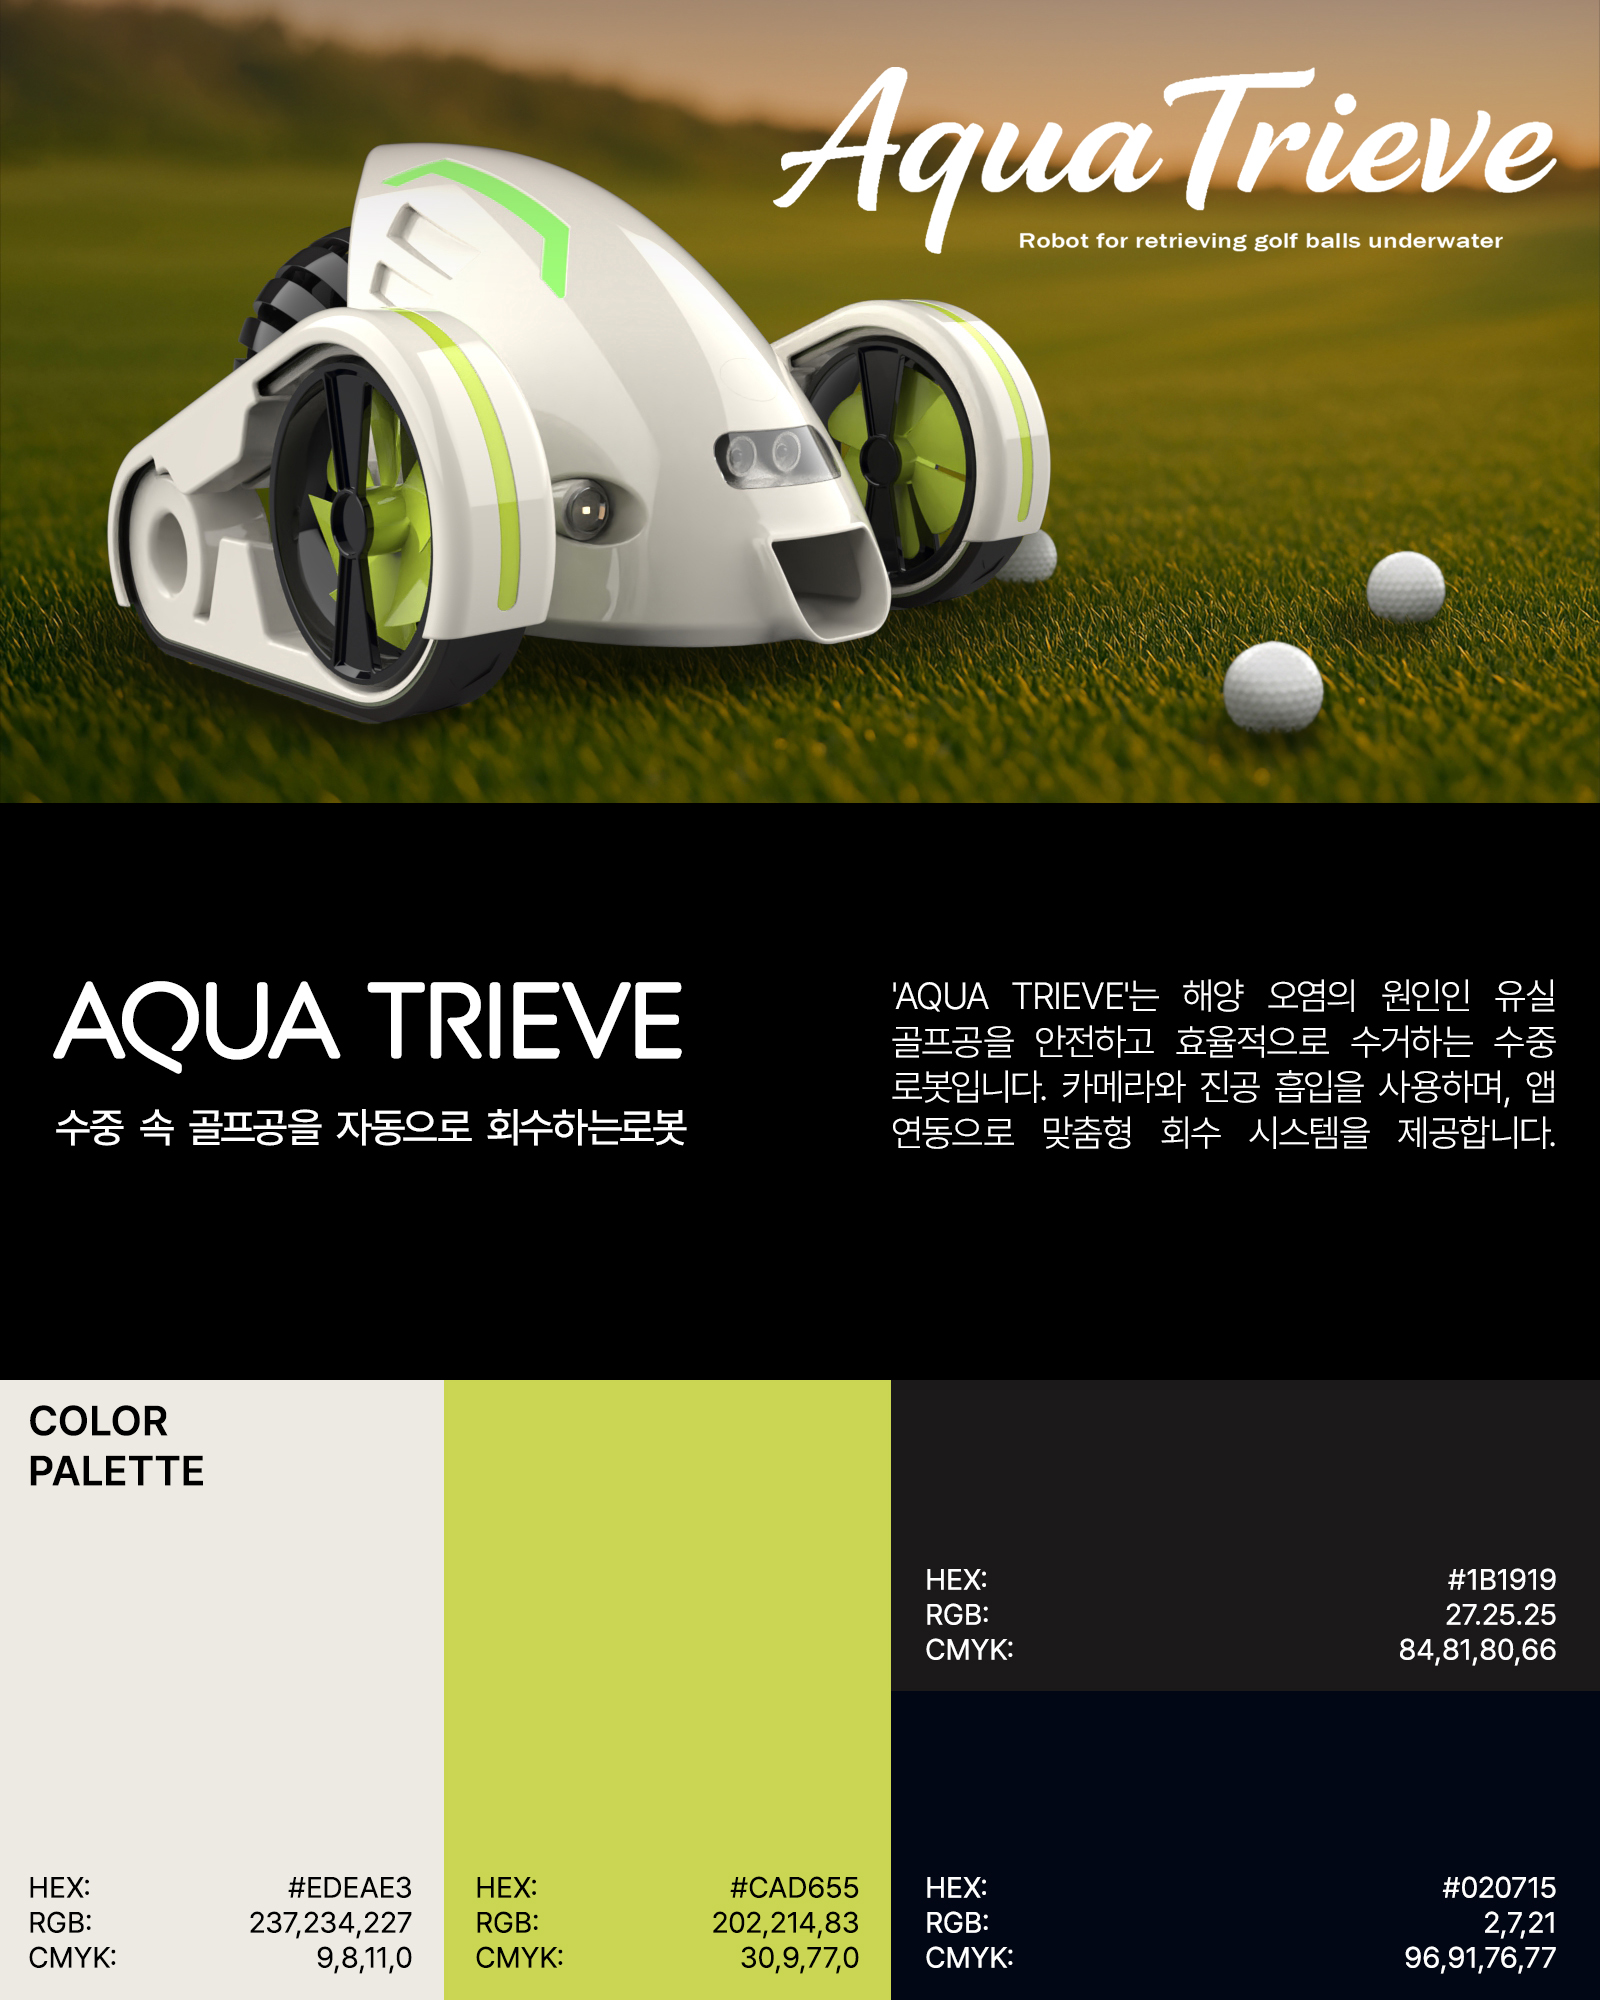 AquaTrieve
Robot for retrieving golf balls underwater
AQUA TRIEVE
수중 속 골프공을 자동으로 회수하는로봇
'AQUA TRIEVE'는 해양 오염의 원인인 유실
골프공을 안전하고 효율적으로 수거하는 수중
로봇입니다. 카메라와 진공 흡입을 사용하며, 앱
연동으로 맞춤형 회수 시스템을 제공합니다.
COLOR
PALETTE
HEX: #EDEAE3
RGB: 237,234,227
CMYK: 9,8,11,0
HEX: #CAD655
RGB: 202,214,83
CMYK: 30,9,77,0
HEX: #1B1919
RGB: 27.25.25
CMYK: 84,81,80,66
HEX: #020715
RGB: 2,7,21
CMYK: 96,91,76,77